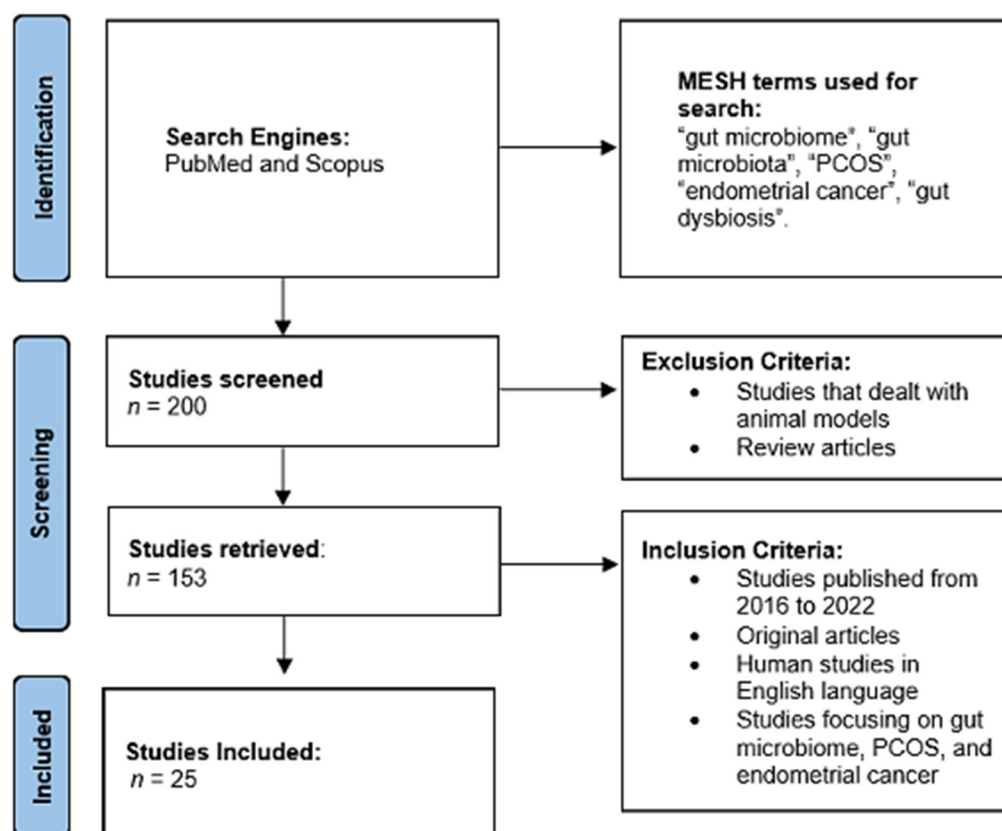 Identification
Search Engines:
PubMed and Scopus
MESH terms used for
search:
“gut microbiome”, “gut
microbiota”, “PCOS”,
“endometrial cancer”, “gut
dysbiosis”.
Screening
Studies screened
n = 200
Exclusion Criteria:
• Studies that dealt with
animal models
• Review articles
Studies retrieved:
n = 153
Inclusion Criteria:
• Studies published from
2016 to 2022
• Original articles
• Human studies in
English language
• Studies focusing on gut
microbiome, PCOS, and
endometrial cancer
Included
Studies Included:
n = 25